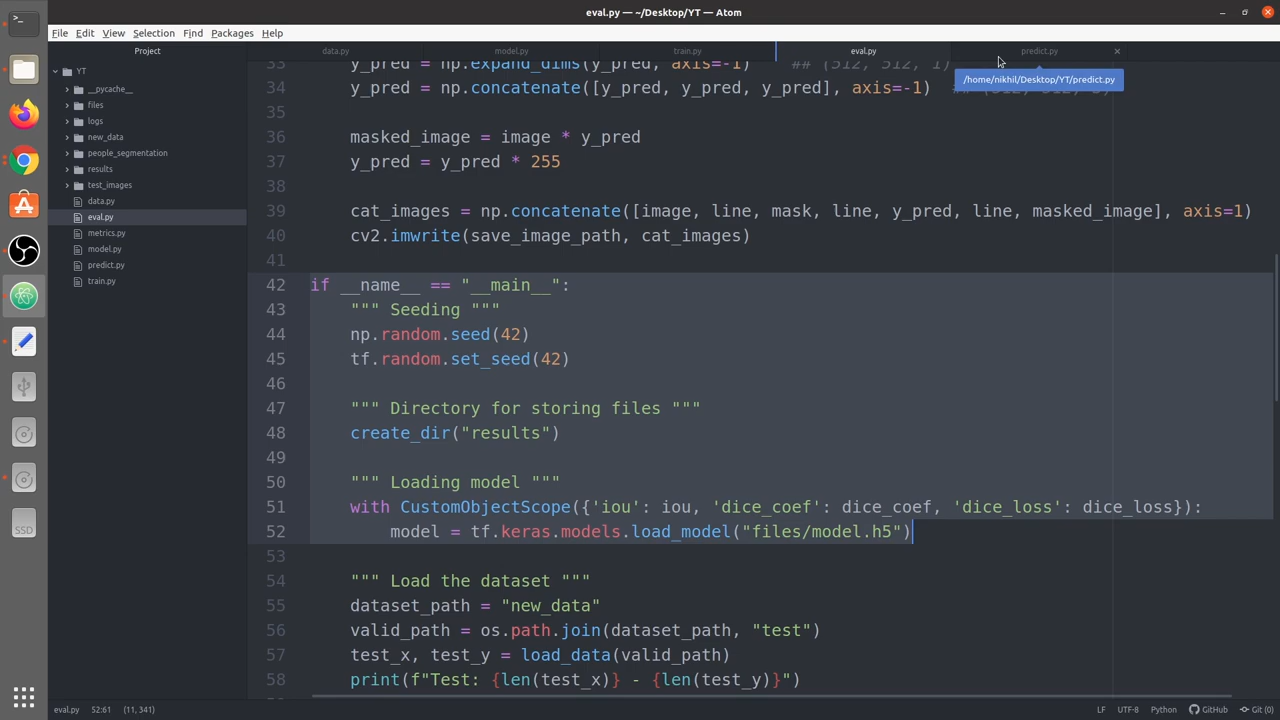 eval.py — ~/Desktop/YT — Atom
File Edit View Selection Find Packages Help
Project
data.py model.py train.py eval.py predict.py
/home/nikhil/Desktop/YT/predict.py
YT
__pycache__
files
logs
new_data
people_segmentation
results
test_images
data.py
eval.py
metrics.py
model.py
predict.py
train.py
SSD
33 y_pred = np.expand_dims(y_pred, axis=-1) ## (512, 512, 1)
34 y_pred = np.concatenate([y_pred, y_pred, y_pred], axis=-1)
35
36 masked_image = image * y_pred
37 y_pred = y_pred * 255
38
39 cat_images = np.concatenate([image, line, mask, line, y_pred, line, masked_image], axis=1)
40 cv2.imwrite(save_image_path, cat_images)
41
42 if __name__ == "__main__":
43 """ Seeding """
44 np.random.seed(42)
45 tf.random.set_seed(42)
46
47 """ Directory for storing files """
48 create_dir("results")
49
50 """ Loading model """
51 with CustomObjectScope({'iou': iou, 'dice_coef': dice_coef, 'dice_loss': dice_loss}):
52 model = tf.keras.models.load_model("files/model.h5")
53
54 """ Load the dataset """
55 dataset_path = "new_data"
56 valid_path = os.path.join(dataset_path, "test")
57 test_x, test_y = load_data(valid_path)
58 print(f"Test: {len(test_x)} - {len(test_y)}")
eval.py 52:61 (11, 341) LF UTF-8 Python GitHub Git (0)